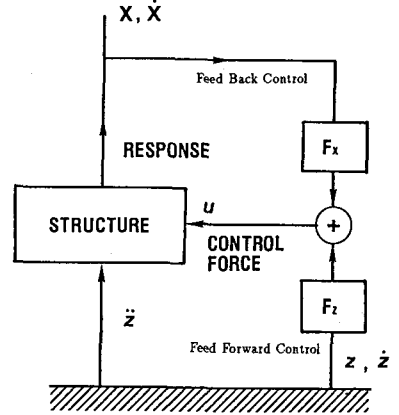 X, Ẋ
Feed Back Control
Fx
RESPONSE
STRUCTURE
u
+
CONTROL
FORCE
z̈
Fz
Feed Forward Control
z , ż